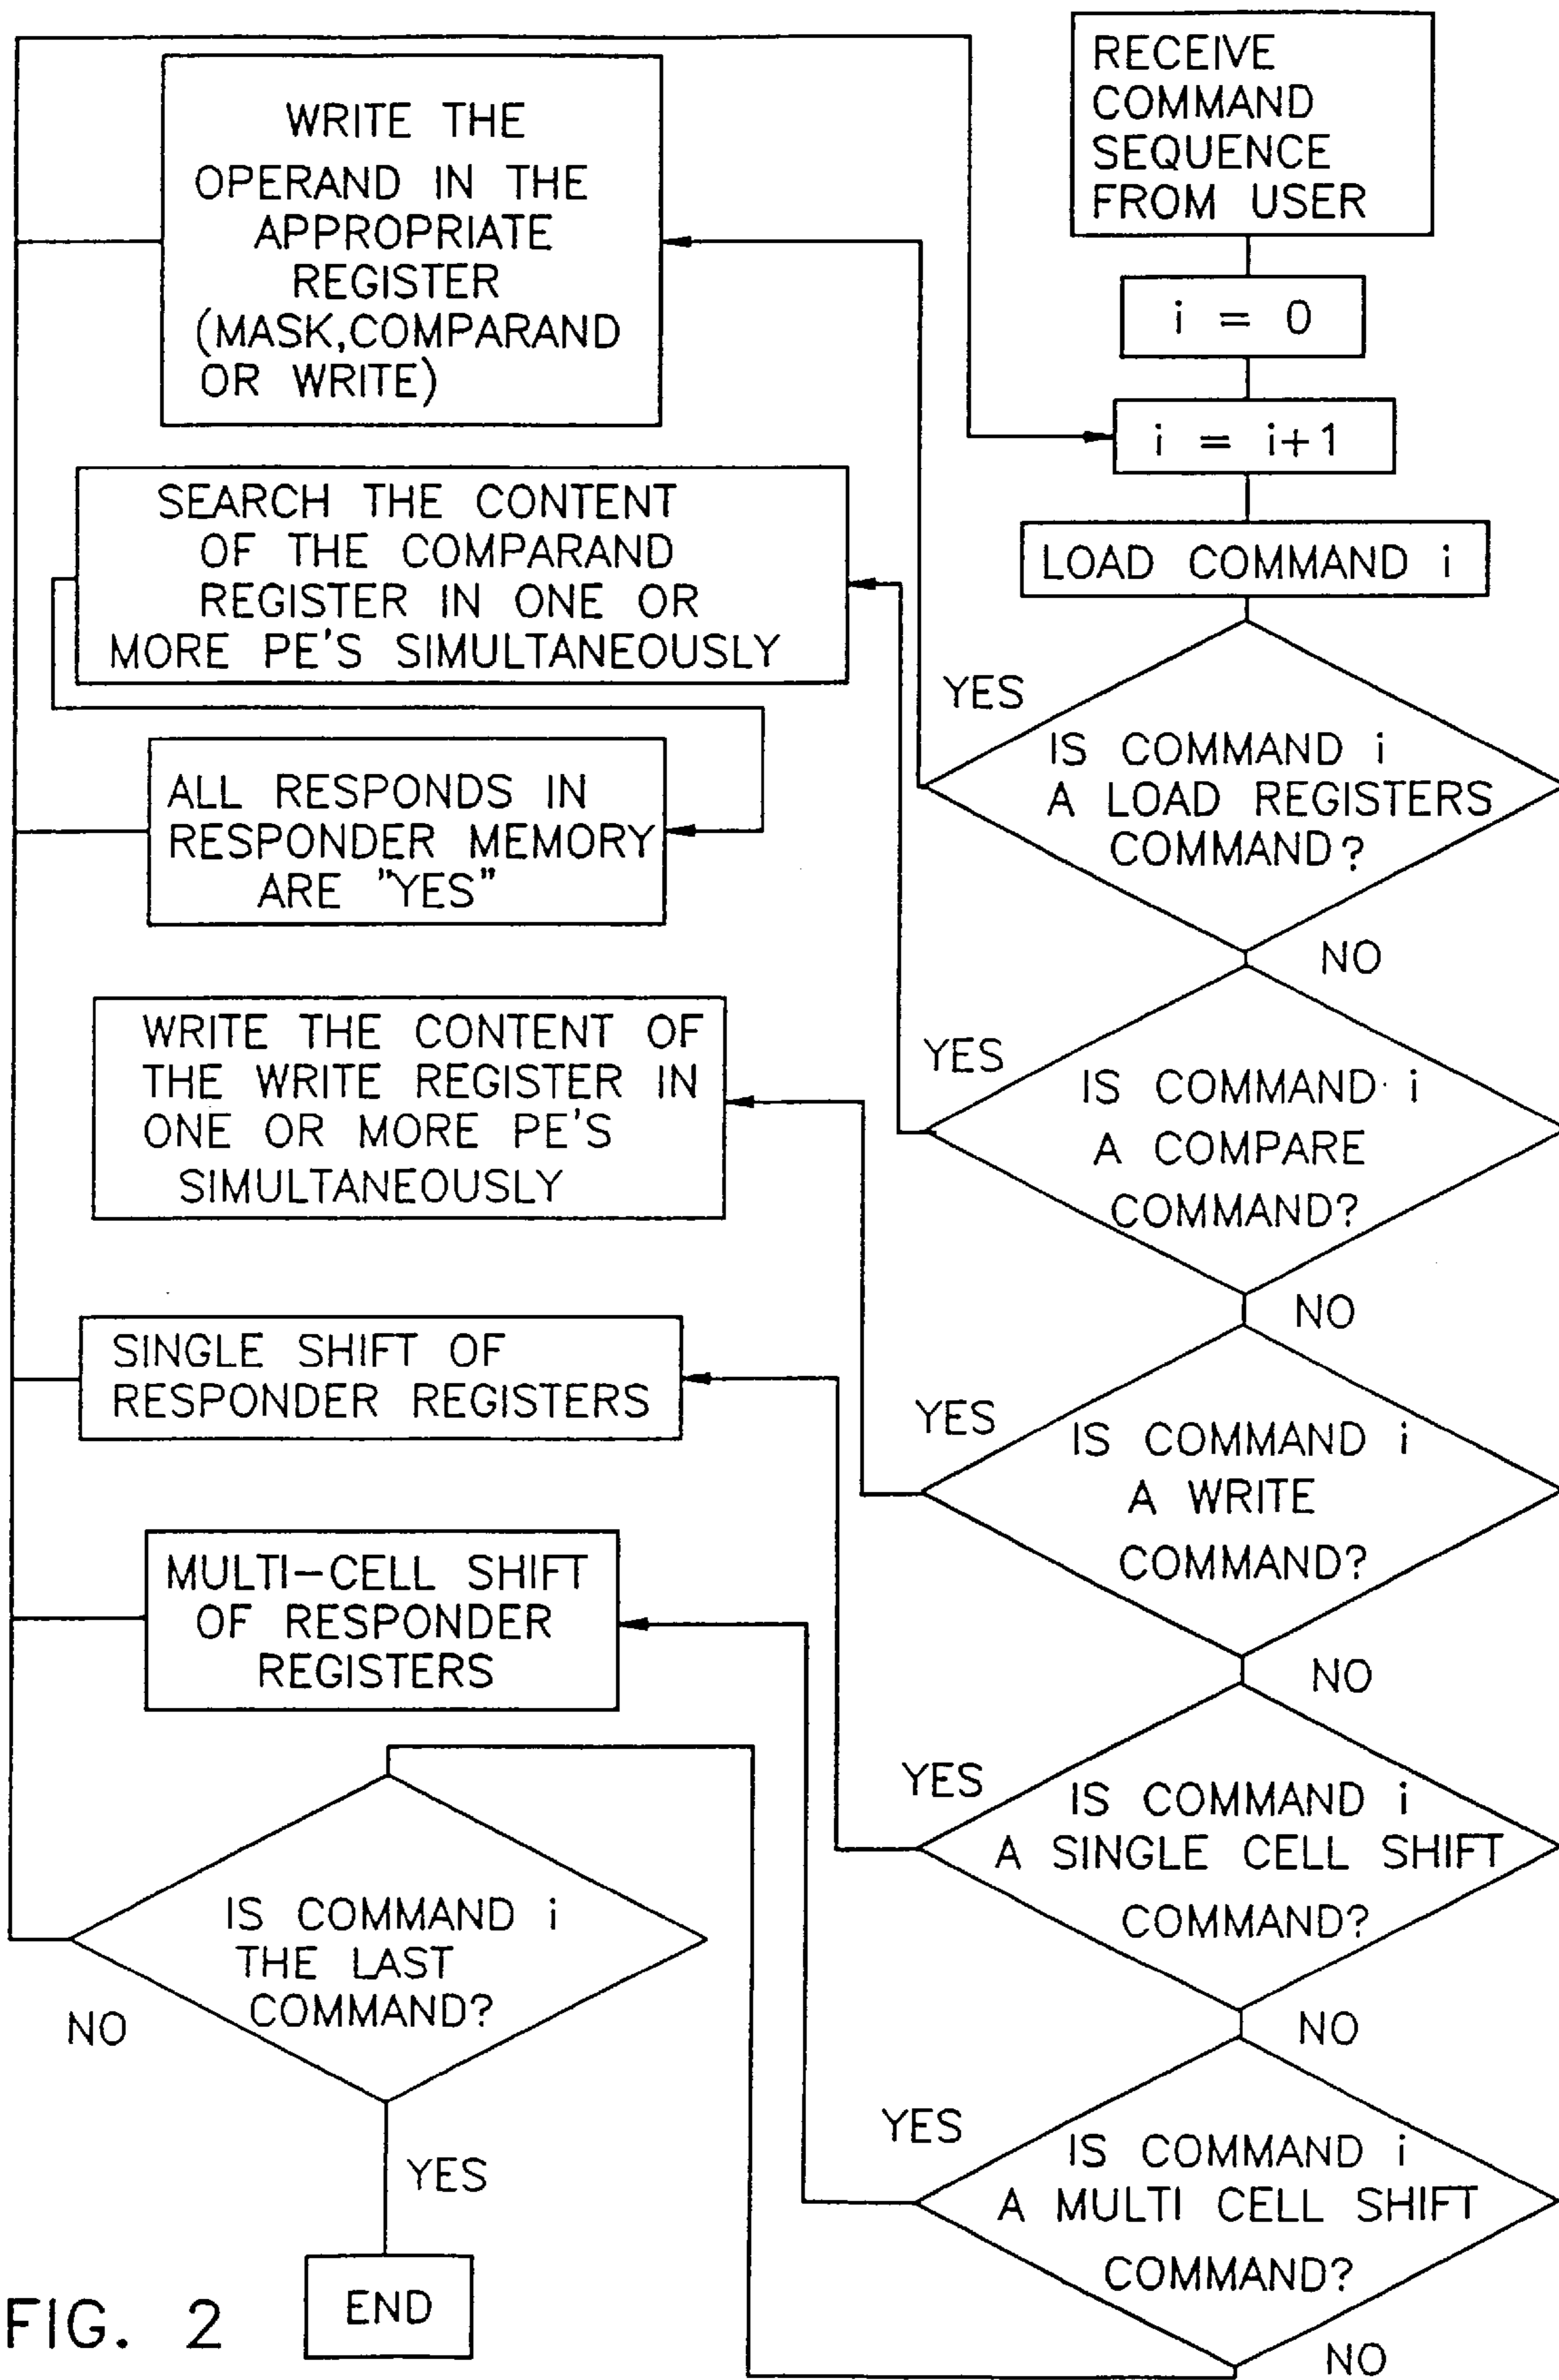 RECEIVE
COMMAND
SEQUENCE
FROM USER
i = 0
i = i+1
LOAD COMMAND i
WRITE THE
OPERAND IN THE
APPROPRIATE
REGISTER
(MASK,COMPARAND
OR WRITE)
SEARCH THE CONTENT
OF THE COMPARAND
REGISTER IN ONE OR
MORE PE'S SIMULTANEOUSLY
YES
IS COMMAND i
A LOAD REGISTERS
COMMAND?
NO
ALL RESPONDS IN
RESPONDER MEMORY
ARE "YES"
YES
IS COMMAND i
A COMPARE
COMMAND?
NO
WRITE THE CONTENT OF
THE WRITE REGISTER IN
ONE OR MORE PE'S
SIMULTANEOUSLY
YES
IS COMMAND i
A WRITE
COMMAND?
NO
SINGLE SHIFT OF
RESPONDER REGISTERS
YES
IS COMMAND i
A SINGLE CELL SHIFT
COMMAND?
NO
MULTI-CELL SHIFT
OF RESPONDER
REGISTERS
YES
IS COMMAND i
A MULTI CELL SHIFT
COMMAND?
NO
IS COMMAND i
THE LAST
COMMAND?
NO
YES
END
FIG. 2